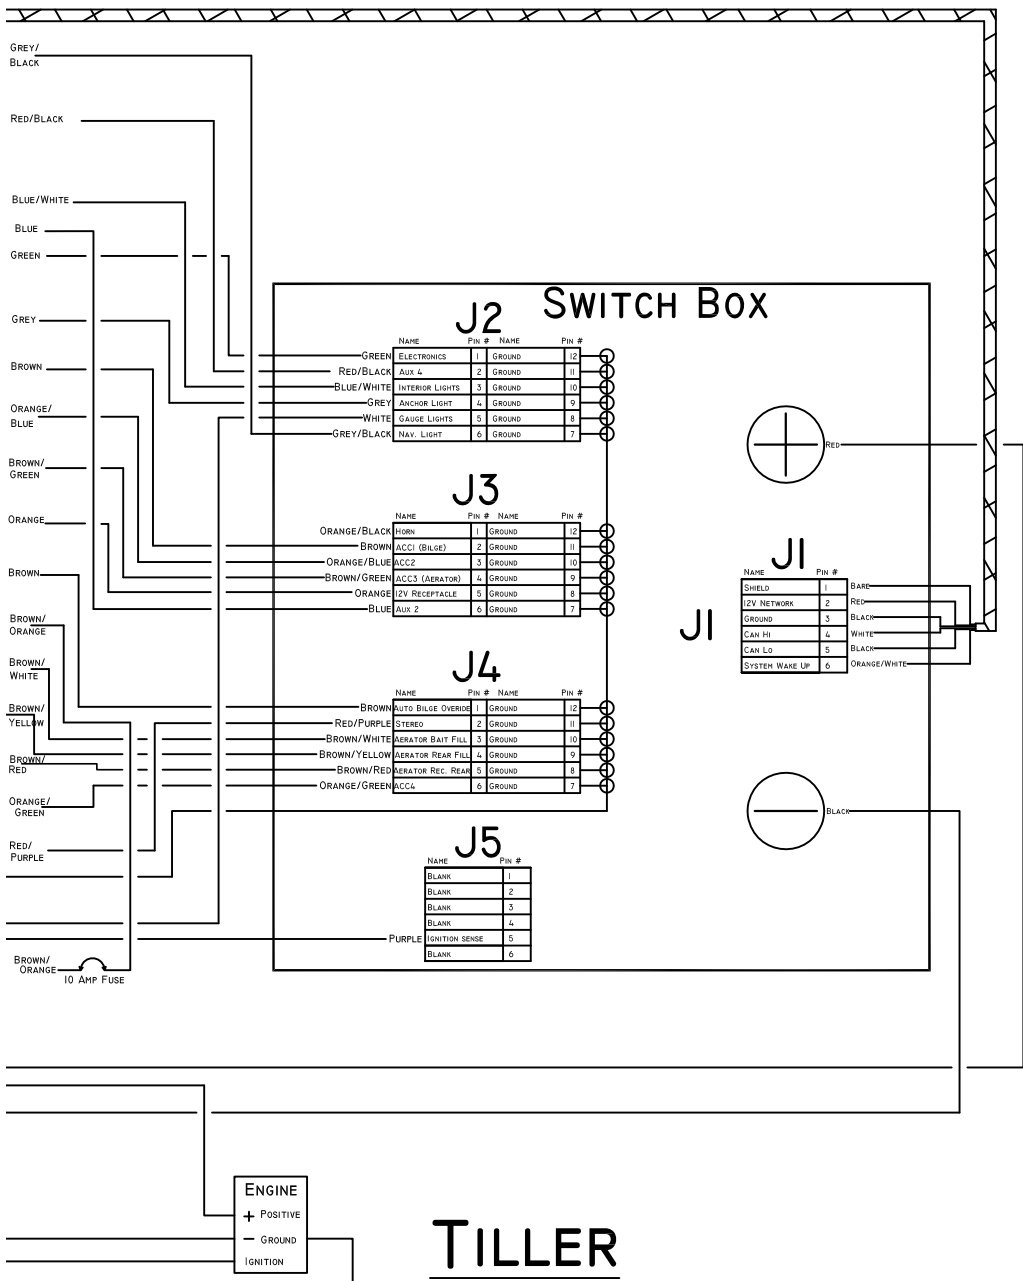 GREY/
BLACK
RED/BLACK
BLUE/WHITE
BLUE
GREEN
GREY
BROWN
ORANGE/
BLUE
BROWN/
GREEN
ORANGE
BROWN
BROWN/
ORANGE
BROWN/
WHITE
BROWN/
YELLOW
BROWN/
RED
ORANGE/
GREEN
RED/
PURPLE
BROWN/
ORANGE
10 AMP FUSE
SWITCH BOX
J2
NAME PIN # NAME PIN #
GREEN ELECTRONICS 1 GROUND 12
RED/BLACK AUX 4 2 GROUND 11
BLUE/WHITE INTERIOR LIGHTS 3 GROUND 10
GREY ANCHOR LIGHT 4 GROUND 9
WHITE GAUGE LIGHTS 5 GROUND 8
GREY/BLACK NAV. LIGHT 6 GROUND 7
J3
NAME PIN # NAME PIN #
ORANGE/BLACK HORN 1 GROUND 12
BROWN ACC1 (BILGE) 2 GROUND 11
ORANGE/BLUE ACC2 3 GROUND 10
BROWN/GREEN ACC3 (AERATOR) 4 GROUND 9
ORANGE 12V RECEPTACLE 5 GROUND 8
BLUE AUX 2 6 GROUND 7
J4
NAME PIN # NAME PIN #
BROWN AUTO BILGE OVERIDE 1 GROUND 12
RED/PURPLE STEREO 2 GROUND 11
BROWN/WHITE AERATOR BAIT FILL 3 GROUND 10
BROWN/YELLOW AERATOR REAR FILL 4 GROUND 9
BROWN/RED AERATOR REC. REAR 5 GROUND 8
ORANGE/GREEN ACC4 6 GROUND 7
J5
NAME PIN #
BLANK 1
BLANK 2
BLANK 3
BLANK 4
PURPLE IGNITION SENSE 5
BLANK 6
RED
J1
J1
NAME PIN #
SHIELD 1 BARE
12V NETWORK 2 RED
GROUND 3 BLACK
CAN HI 4 WHITE
CAN LO 5 BLACK
SYSTEM WAKE UP 6 ORANGE/WHITE
BLACK
ENGINE
+ POSITIVE
- GROUND
IGNITION
TILLER